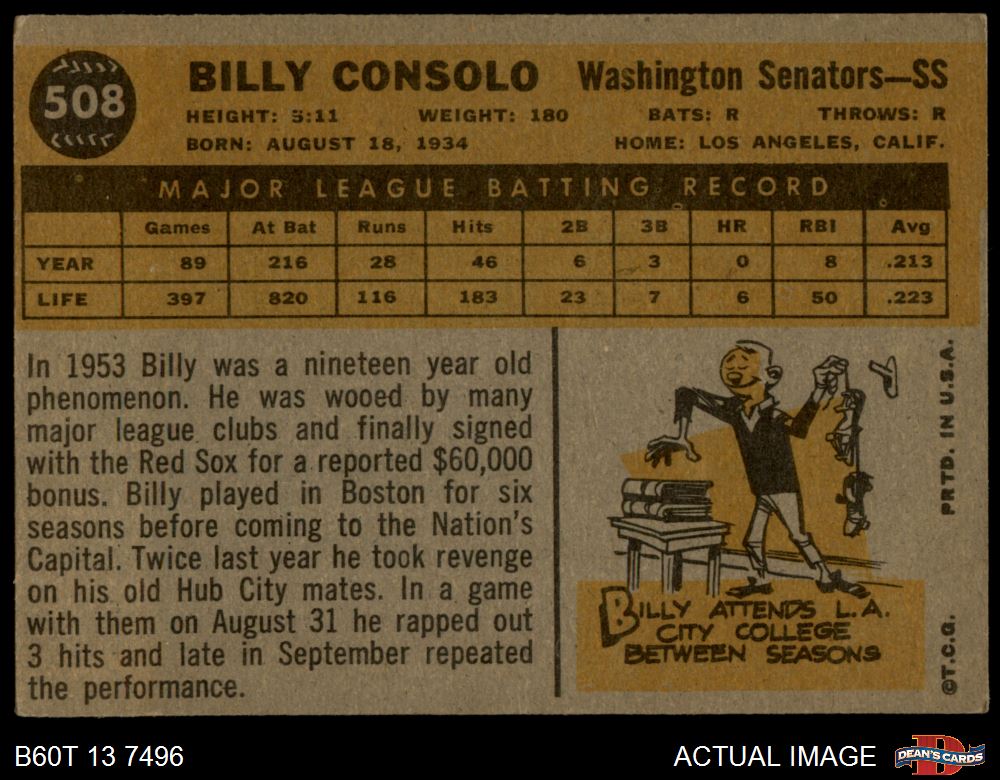 508
BILLY CONSOLO Washington Senators—SS
HEIGHT: 5:11 WEIGHT: 180 BATS: R THROWS: R
BORN: AUGUST 18, 1934 HOME: LOS ANGELES, CALIF.
MAJOR LEAGUE BATTING RECORD
Games At Bat Runs Hits 2B 3B HR RBI Avg
YEAR 89 216 28 46 6 3 0 8 .213
LIFE 397 820 116 183 23 7 6 50 .223
In 1953 Billy was a nineteen year old
phenomenon. He was wooed by many
major league clubs and finally signed
with the Red Sox for a reported $60,000
bonus. Billy played in Boston for six
seasons before coming to the Nation's
Capital. Twice last year he took revenge
on his old Hub City mates. In a game
with them on August 31 he rapped out
3 hits and late in September repeated
the performance.
BILLY ATTENDS L.A.
CITY COLLEGE
BETWEEN SEASONS
PRTD. IN U.S.A.
©T.C.G.
B60T 13 7496
ACTUAL IMAGE
D
DEAN'S CARDS